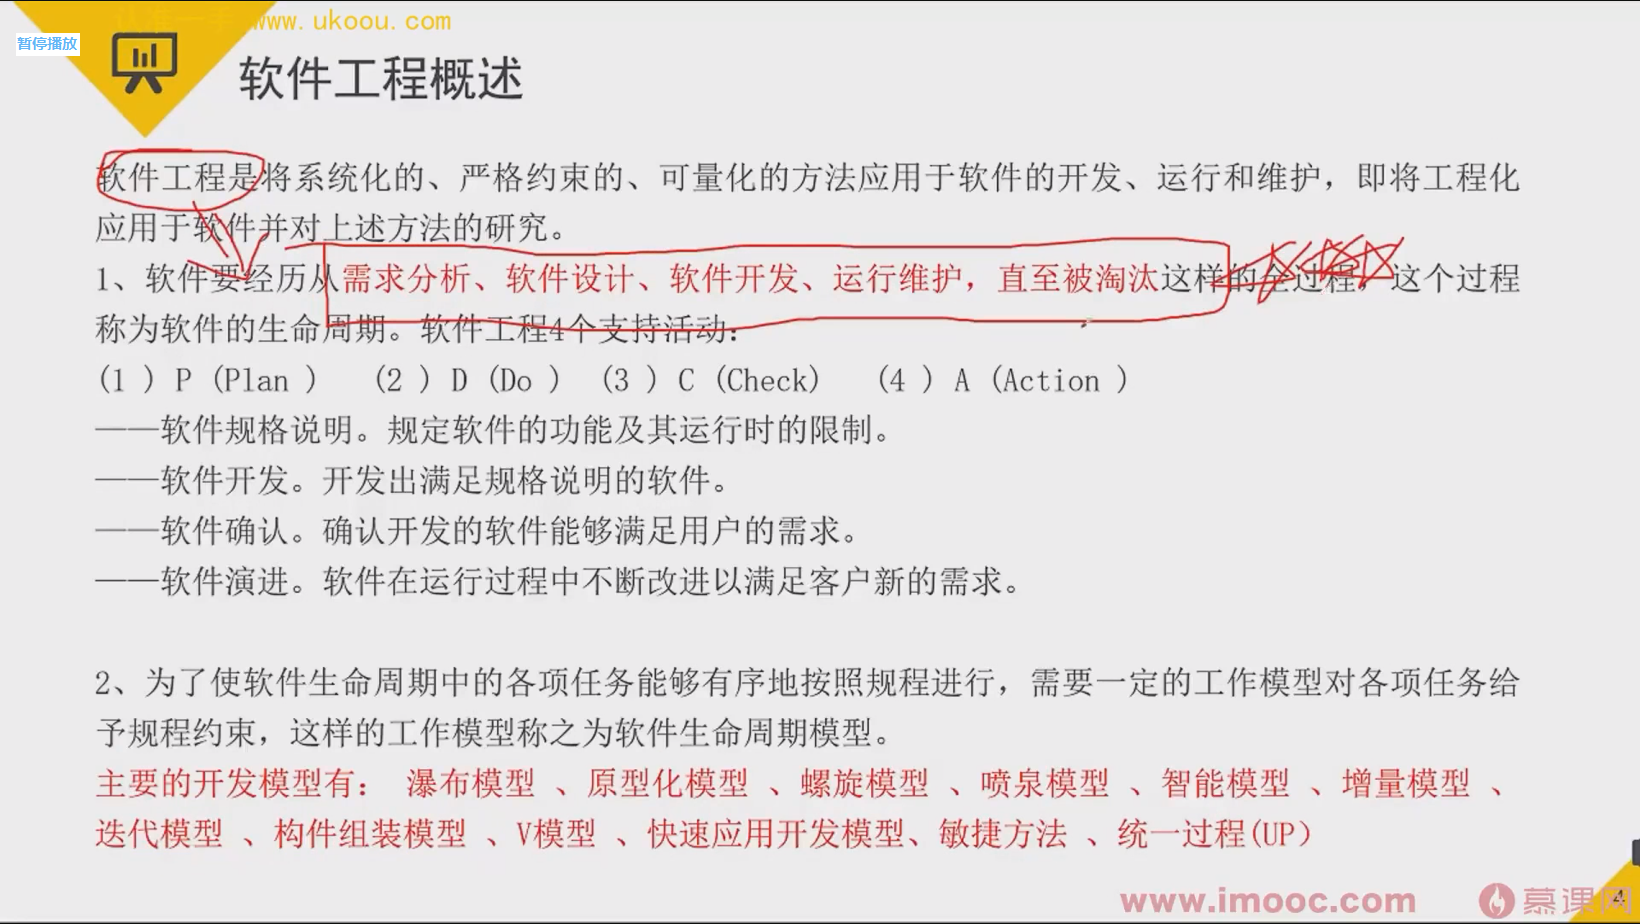 www.ukoou.com
暂停播放
软件工程概述
软件工程是将系统化的、严格约束的、可量化的方法应用于软件的开发、运行和维护，即将工程化
应用于软件并对上述方法的研究。
1、软件要经历从需求分析、软件设计、软件开发、运行维护，直至被淘汰这样的全过程，这个过程
称为软件的生命周期。软件工程4个支持活动：
(1 ) P (Plan ) (2 ) D (Do ) (3 ) C (Check) (4 ) A (Action )
——软件规格说明。规定软件的功能及其运行时的限制。
——软件开发。开发出满足规格说明的软件。
——软件确认。确认开发的软件能够满足用户的需求。
——软件演进。软件在运行过程中不断改进以满足客户新的需求。
2、为了使软件生命周期中的各项任务能够有序地按照规程进行，需要一定的工作模型对各项任务给
予规程约束，这样的工作模型称之为软件生命周期模型。
主要的开发模型有： 瀑布模型 、原型化模型 、螺旋模型 、喷泉模型 、智能模型 、增量模型 、
迭代模型 、构件组装模型 、V模型 、快速应用开发模型、敏捷方法 、统一过程(UP)
www.imooc.com 慕课网
4